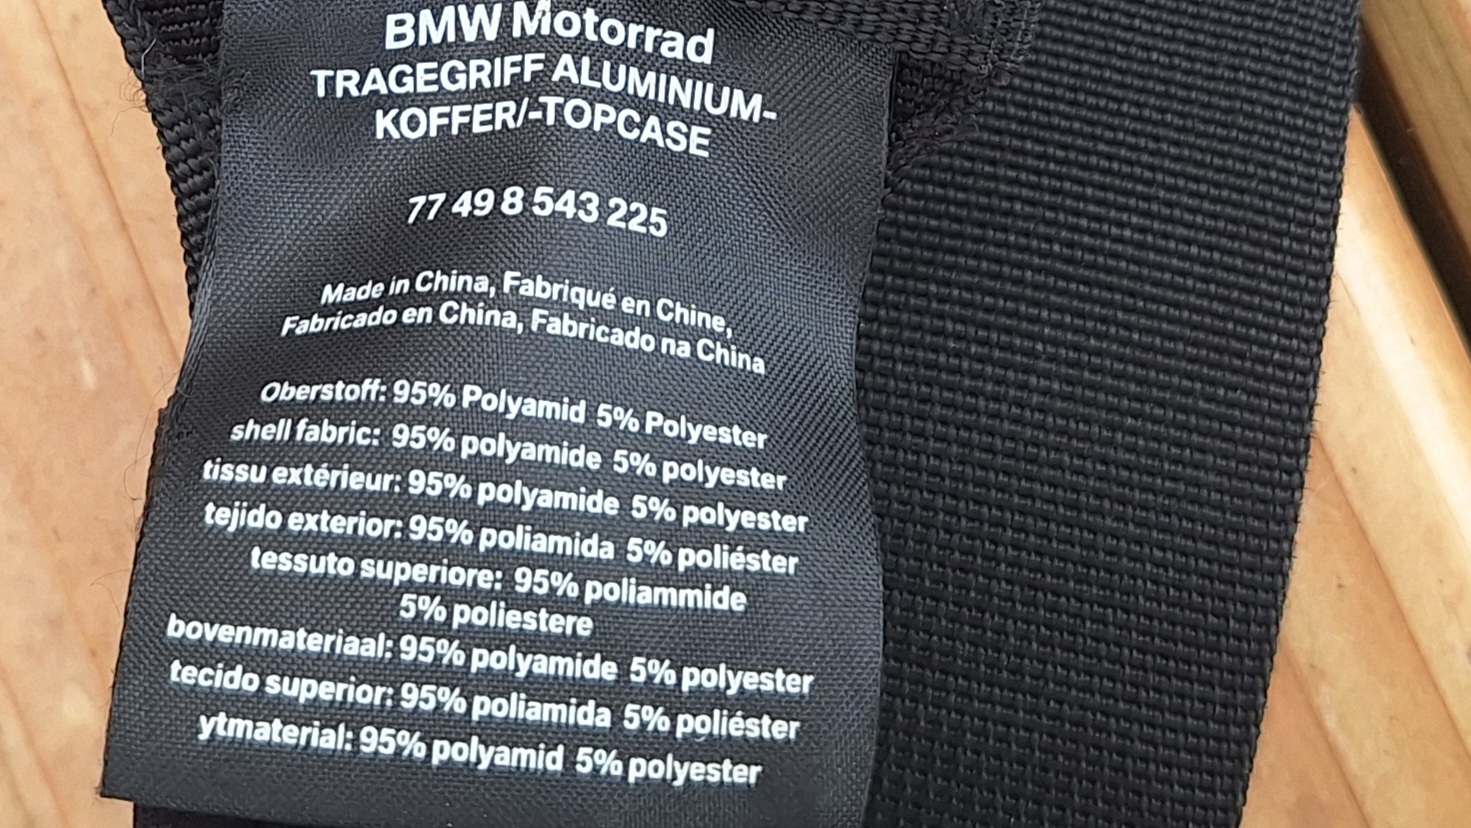 BMW Motorrad
TRAGEGRIFF ALUMINIUM-
KOFFER/-TOPCASE
77 49 8 543 225
Made in China, Fabriqué en Chine,
Fabricado en China, Fabricado na China
Oberstoff: 95% Polyamid 5% Polyester
shell fabric: 95% polyamide 5% polyester
tissu extérieur: 95% polyamide 5% polyester
tejido exterior: 95% poliamida 5% poliéster
tessuto superiore: 95% poliammide
5% poliestere
bovenmateriaal: 95% polyamide 5% polyester
tecido superior: 95% poliamida 5% poliéster
ytmaterial: 95% polyamid 5% polyester